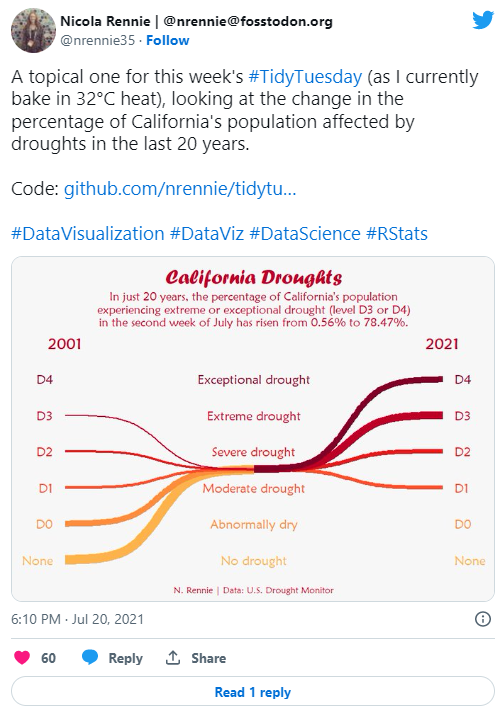 Nicola Rennie | @nrennie@fosstodon.org
@nrennie35 · Follow
A topical one for this week's #TidyTuesday (as I currently
bake in 32°C heat), looking at the change in the
percentage of California's population affected by
droughts in the last 20 years.
Code: github.com/nrennie/tidytu...
#DataVisualization #DataViz #DataScience #RStats
California Droughts
In just 20 years, the percentage of California's population
experiencing extreme or exceptional drought (level D3 or D4)
in the second week of July has risen from 0.56% to 78.47%.
2001 2021
D4 Exceptional drought D4
D3 Extreme drought D3
D2 Severe drought D2
D1 Moderate drought D1
D0 Abnormally dry D0
None No drought None
N. Rennie | Data: U.S. Drought Monitor
6:10 PM · Jul 20, 2021
60 Reply Share
Read 1 reply